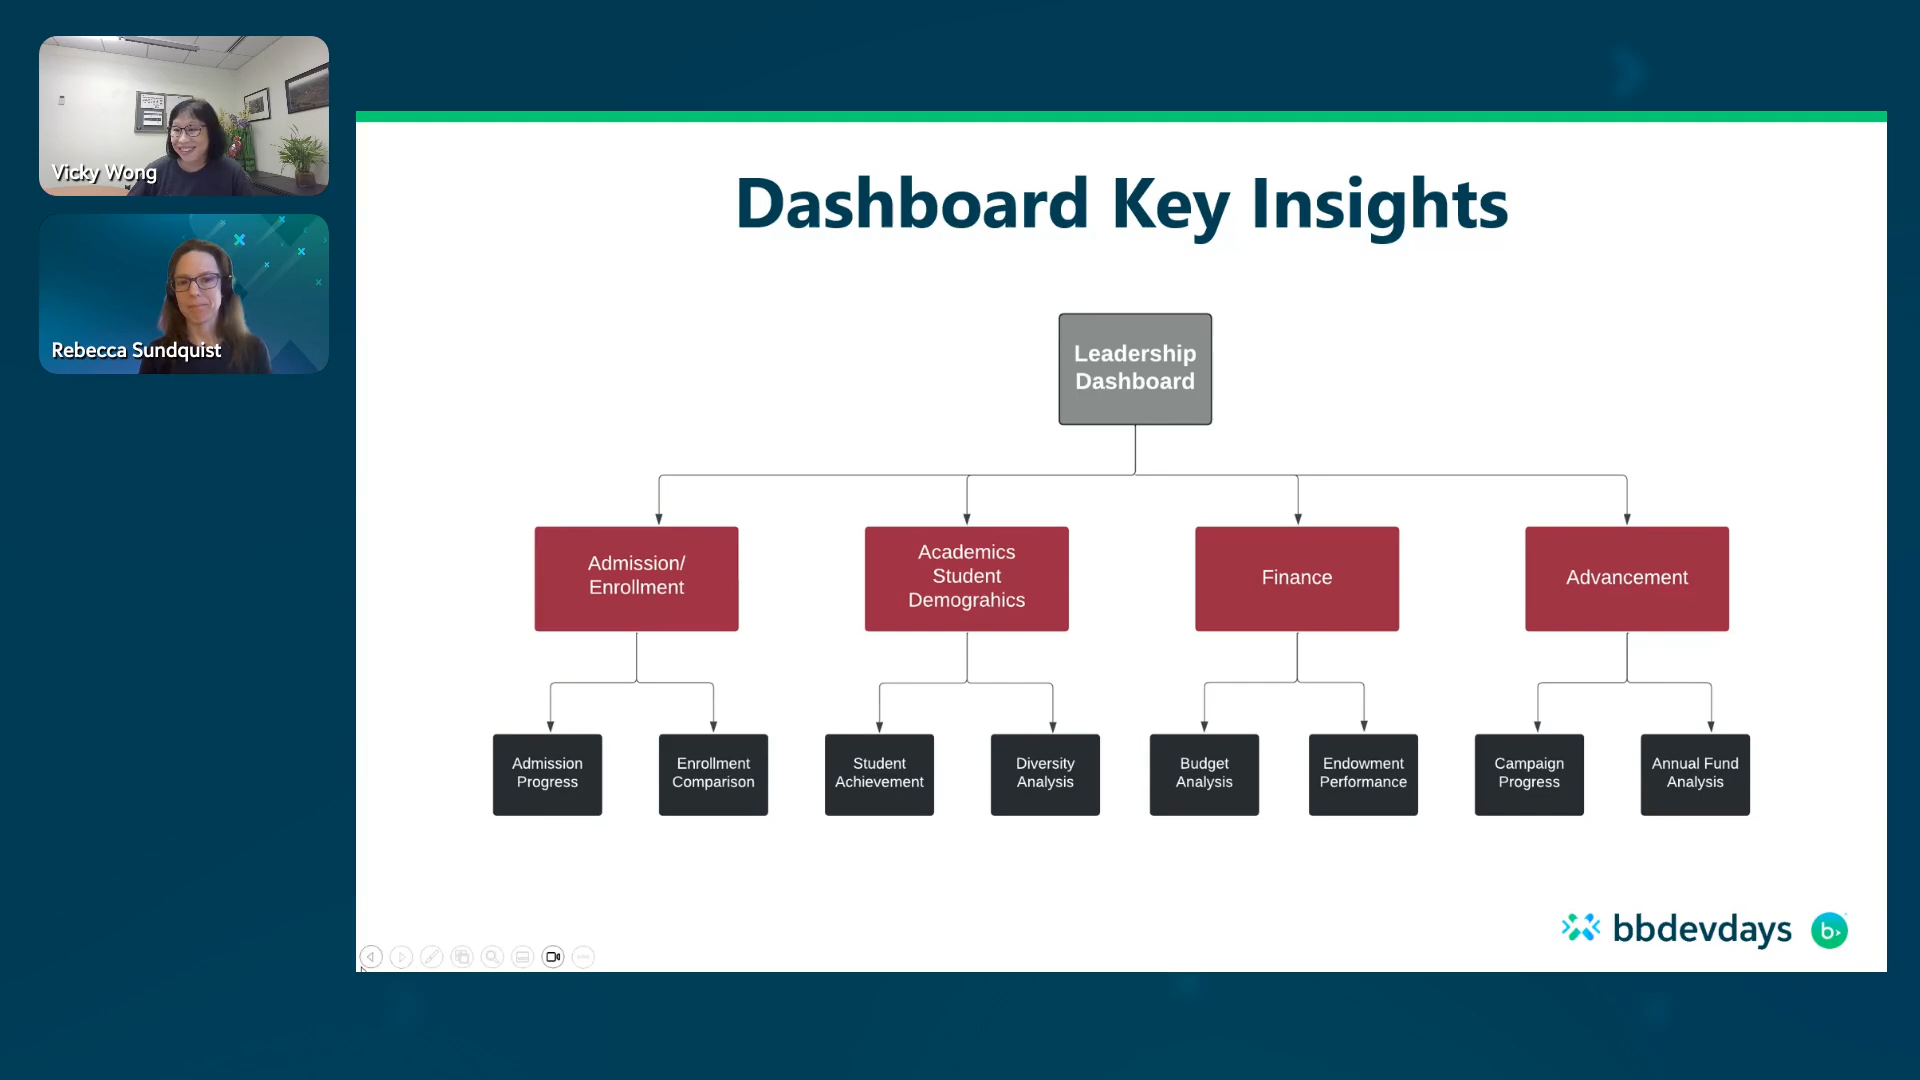 Vicky Wong
Rebecca Sundquist
Dashboard Key Insights
Leadership
Dashboard
Admission/
Enrollment
Academics
Student
Demograhics
Finance
Advancement
Admission
Progress
Enrollment
Comparison
Student
Achievement
Diversity
Analysis
Budget
Analysis
Endowment
Performance
Campaign
Progress
Annual Fund
Analysis
bbdevdays
b